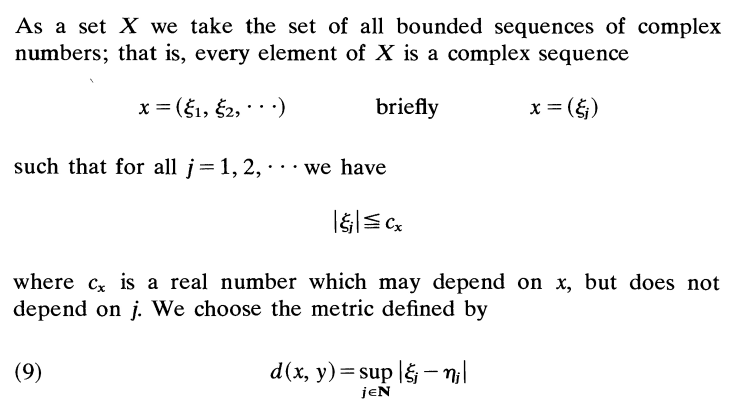 As a set X we take the set of all bounded sequences of complex
numbers; that is, every element of X is a complex sequence
x = (ξ₁, ξ₂, · · ·) briefly x = (ξⱼ)
such that for all j = 1, 2, · · · we have
|ξⱼ| ≦ cₓ
where cₓ is a real number which may depend on x, but does not
depend on j. We choose the metric defined by
(9) d(x, y) = sup |ξⱼ − ηⱼ|
j∈N